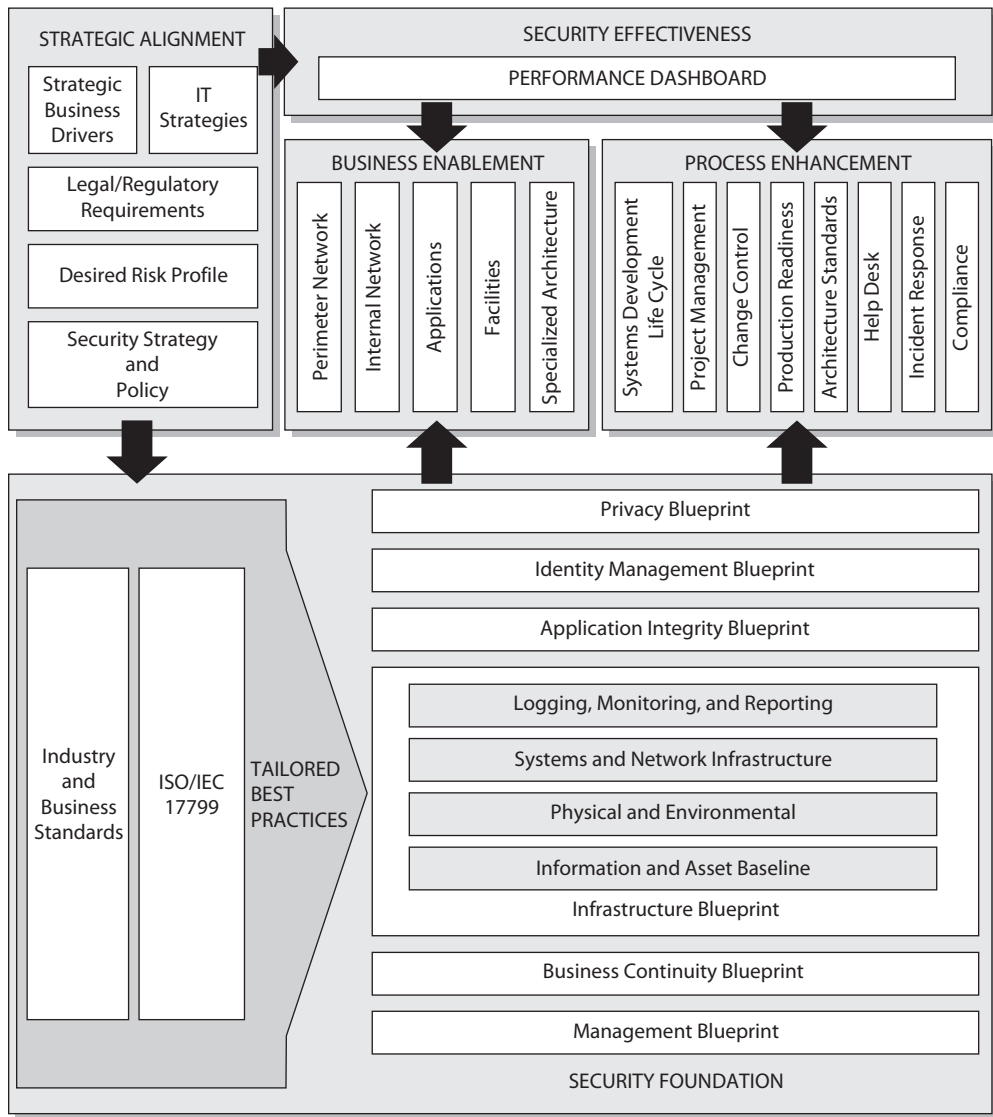 STRATEGIC ALIGNMENT
Strategic
Business
Drivers
IT
Strategies
Legal/Regulatory
Requirements
Desired Risk Profile
Security Strategy
and
Policy
SECURITY EFFECTIVENESS
PERFORMANCE DASHBOARD
BUSINESS ENABLEMENT
Perimeter Network
Internal Network
Applications
Facilities
Specialized Architecture
PROCESS ENHANCEMENT
Systems Development
Life Cycle
Project Management
Change Control
Production Readiness
Architecture Standards
Help Desk
Incident Response
Compliance
Industry
and
Business
Standards
ISO/IEC
17799
TAILORED
BEST
PRACTICES
Privacy Blueprint
Identity Management Blueprint
Application Integrity Blueprint
Logging, Monitoring, and Reporting
Systems and Network Infrastructure
Physical and Environmental
Information and Asset Baseline
Infrastructure Blueprint
Business Continuity Blueprint
Management Blueprint
SECURITY FOUNDATION